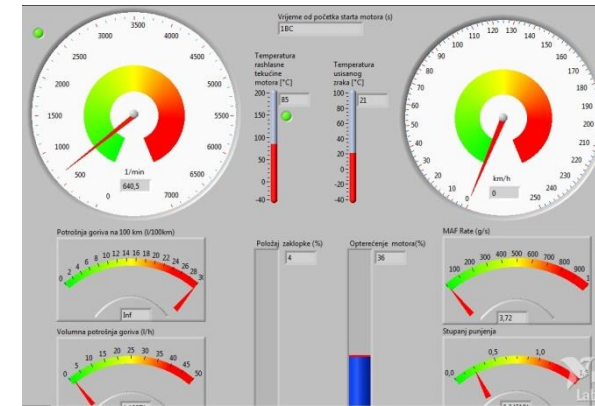 Vrijeme od početka starta motora (s)
1BC
0 500 1000 1500 2000 2500 3000 3500 4000 4500 5000 5500 6000 6500 7000
1/min
640,5
Temperatura
rashlasne
tekućine
motora [°C]
200
150
100
50
0
-40
85
Temperatura
usisanog
zraka [°C]
100
80
60
40
20
0
-40
21
0 10 20 30 40 60 70 80 90 100 110 120 130 140 150 170 190 200 210 230 240 250
km/h
0
Potrošnja goriva na 100 km (l/100km)
0 2 4 6 8 10 12 14 16 18 20 22 24 26 28
Inf
Položaj zaklopke (%)
4
Opterećenje motora(%)
36
MAF Rate (g/s)
100 200 300 400 500 600 700 800 900
3,72
Volumna potrošnja goriva (l/h)
0 5 10 15 20 25 30 35 40 45 50
Stupanj punjenja
0,0 0,5 1,0